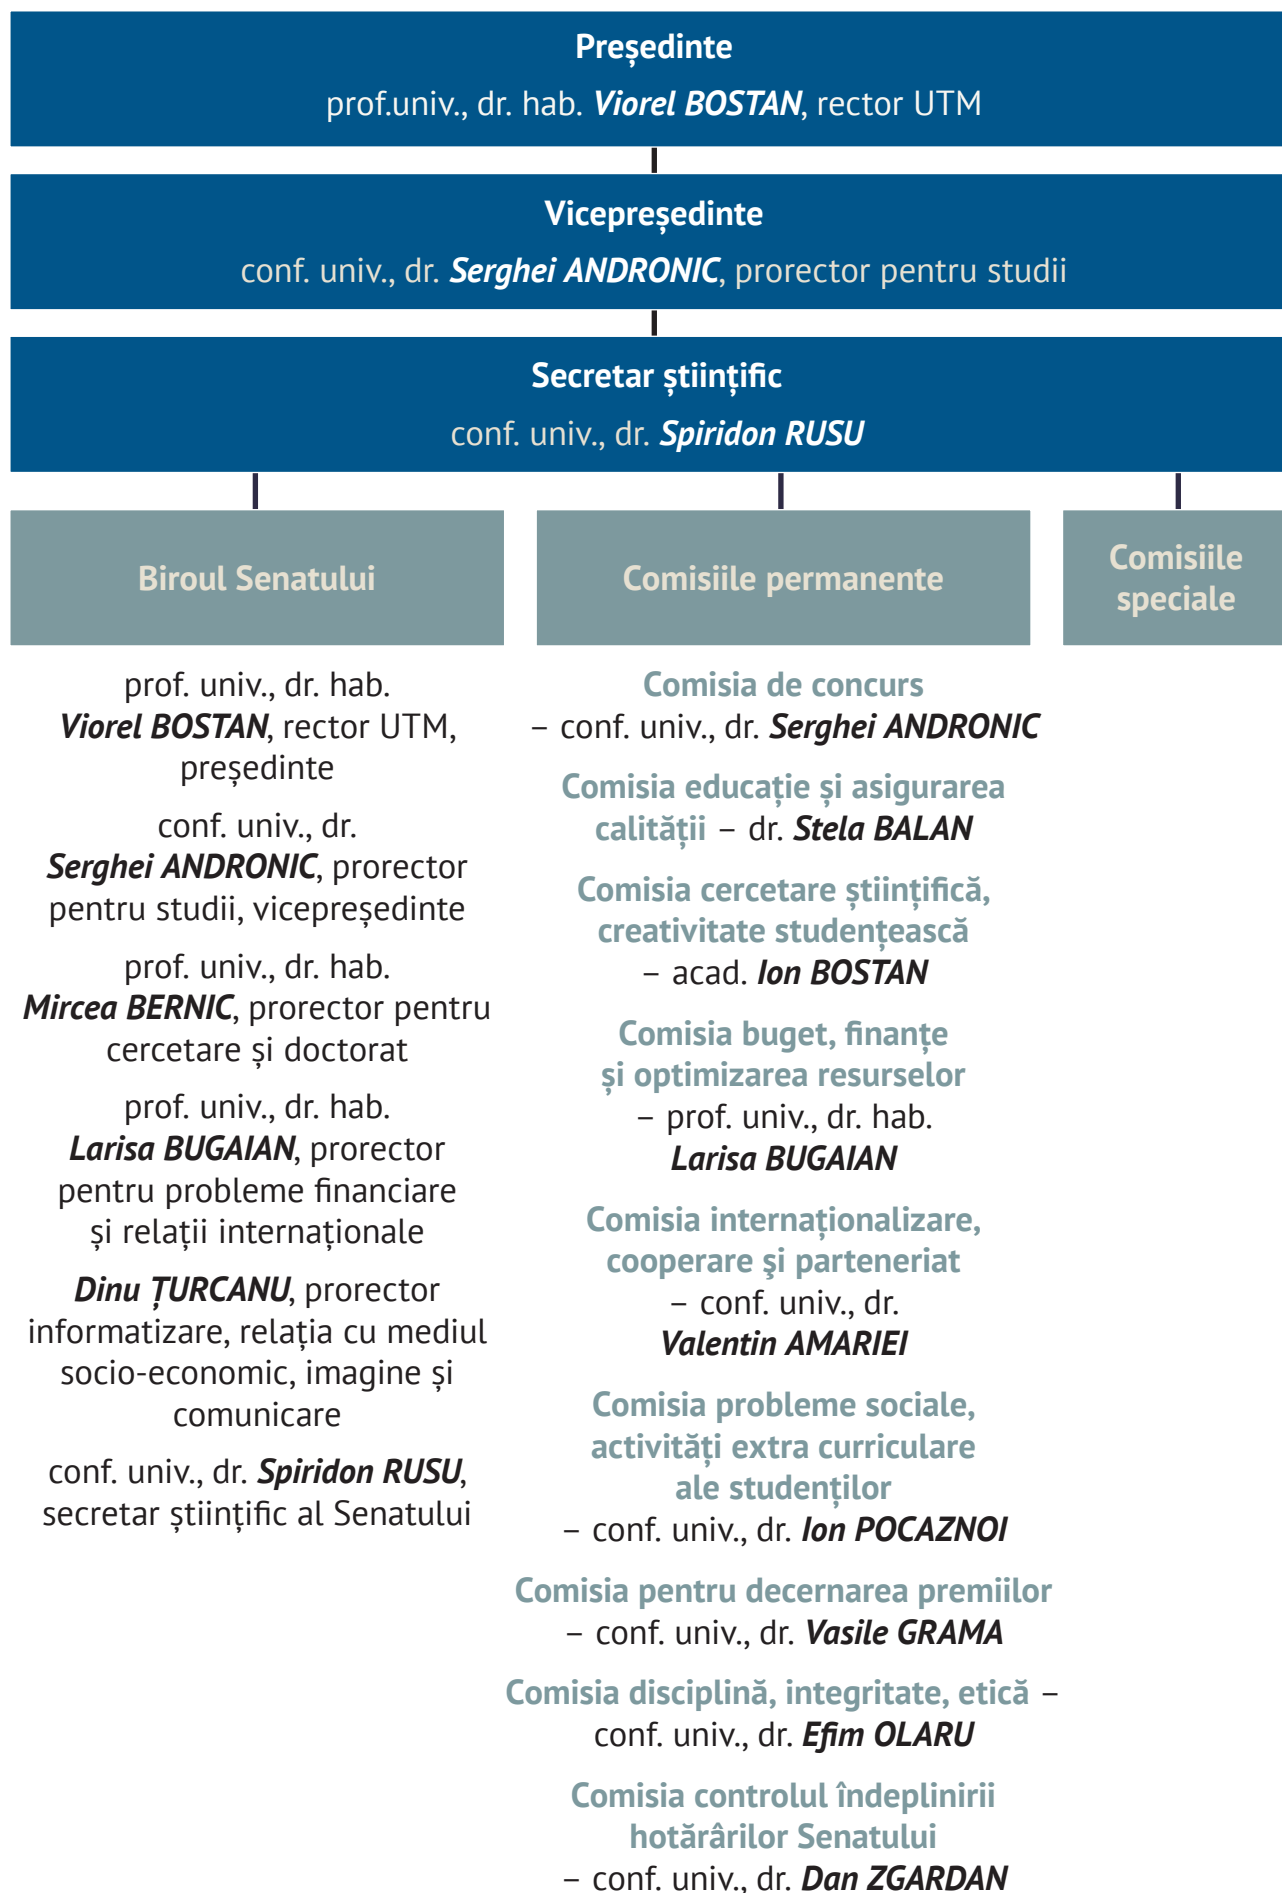 Președinte
prof.univ., dr. hab. Viorel BOSTAN, rector UTM
Vicepreședinte
conf. univ., dr. Serghei ANDRONIC, prorector pentru studii
Secretar științific
conf. univ., dr. Spiridon RUSU
Biroul Senatului
prof. univ., dr. hab.
Viorel BOSTAN, rector UTM,
președinte
conf. univ., dr.
Serghei ANDRONIC, prorector
pentru studii, vicepreședinte
prof. univ., dr. hab.
Mircea BERNIC, prorector pentru
cercetare și doctorat
prof. univ., dr. hab.
Larisa BUGAIAN, prorector
pentru probleme financiare
și relații internaționale
Dinu ȚURCANU, prorector
informatizare, relația cu mediul
socio-economic, imagine și
comunicare
conf. univ., dr. Spiridon RUSU,
secretar științific al Senatului
Comisiile permanente
Comisia de concurs
– conf. univ., dr. Serghei ANDRONIC
Comisia educație și asigurarea
calității – dr. Stela BALAN
Comisia cercetare științifică,
creativitate studențească
– acad. Ion BOSTAN
Comisia buget, finanțe
și optimizarea resurselor
– prof. univ., dr. hab.
Larisa BUGAIAN
Comisia internaționalizare,
cooperare şi parteneriat
– conf. univ., dr.
Valentin AMARIEI
Comisia probleme sociale,
activități extra curriculare
ale studenților
– conf. univ., dr. Ion POCAZNOI
Comisia pentru decernarea premiilor
– conf. univ., dr. Vasile GRAMA
Comisia disciplină, integritate, etică –
conf. univ., dr. Efim OLARU
Comisia controlul îndeplinirii
hotărârilor Senatului
– conf. univ., dr. Dan ZGARDAN
Comisiile
speciale